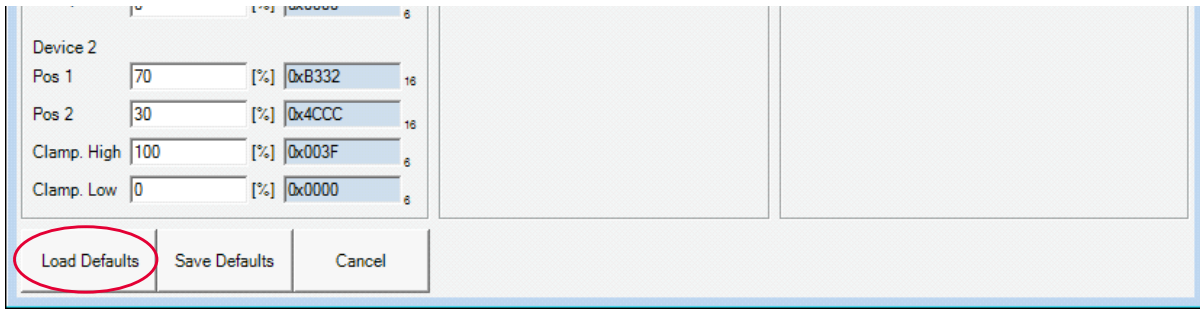 Device 2
Pos 1 70 [%] 0xB332 16
Pos 2 30 [%] 0x4CCC 16
Clamp. High 100 [%] 0x003F 6
Clamp. Low 0 [%] 0x0000 6
Load Defaults Save Defaults Cancel